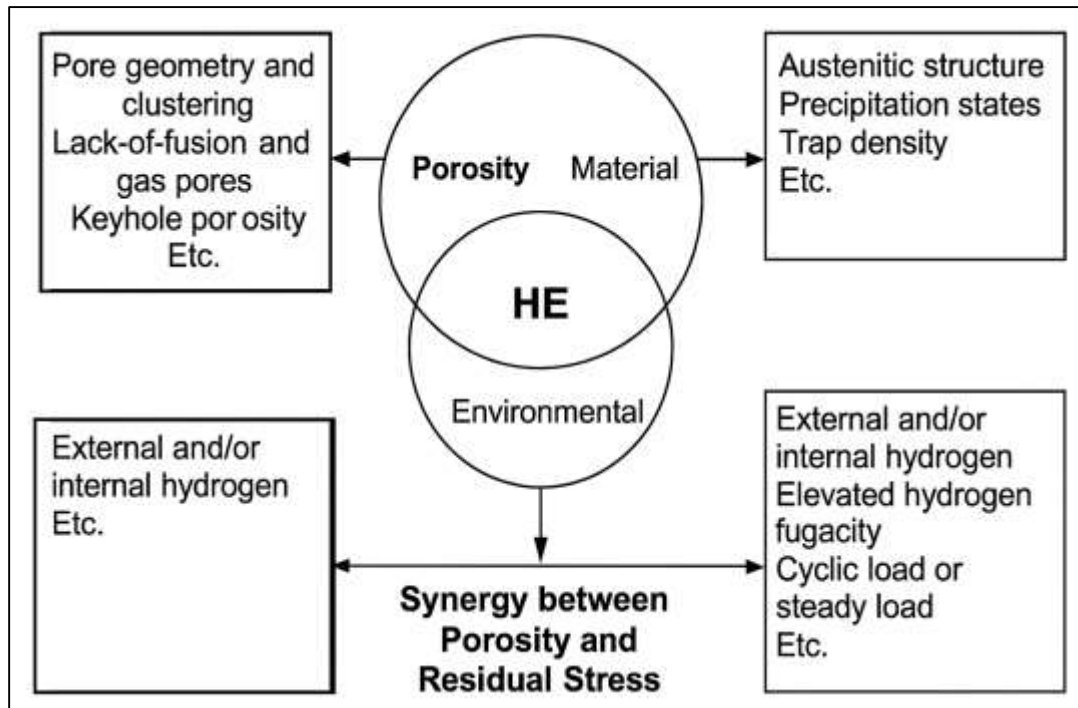 Pore geometry and
clustering
Lack-of-fusion and
gas pores
Keyhole por osity
Etc.
Porosity Material
HE
Environmental
Austenitic structure
Precipitation states
Trap density
Etc.
External and/or
internal hydrogen
Etc.
Synergy between
Porosity and
Residual Stress
External and/or
internal hydrogen
Elevated hydrogen
fugacity
Cyclic load or
steady load
Etc.